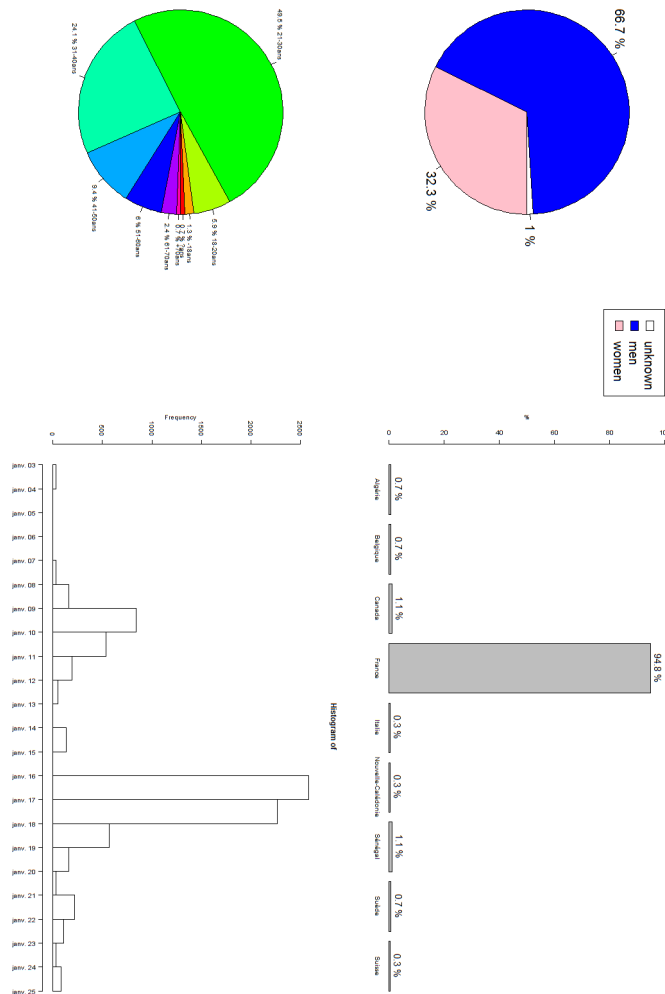 66.7 %
32.3 %
1 %
unknown
men
women
%
0
20
40
60
80
100
0.7 %
0.7 %
1.1 %
94.8 %
0.3 %
0.3 %
1.1 %
0.7 %
0.3 %
Algérie
Belgique
Canada
France
Italie
Nouvelle-Calédonie
Sénégal
Suède
Suisse
49.5 % 21-30ans
24.1 % 31-40ans
9.4 % 41-50ans
6 % 51-60ans
2.4 % 61-70ans
1.3 % -18ans
5.9 % 18-20ans
Histogram of
Frequency
0
500
1000
1500
2000
2500
janv. 03
janv. 04
janv. 05
janv. 06
janv. 07
janv. 08
janv. 09
janv. 10
janv. 11
janv. 12
janv. 13
janv. 14
janv. 15
janv. 16
janv. 17
janv. 18
janv. 19
janv. 20
janv. 21
janv. 22
janv. 23
janv. 24
janv. 25